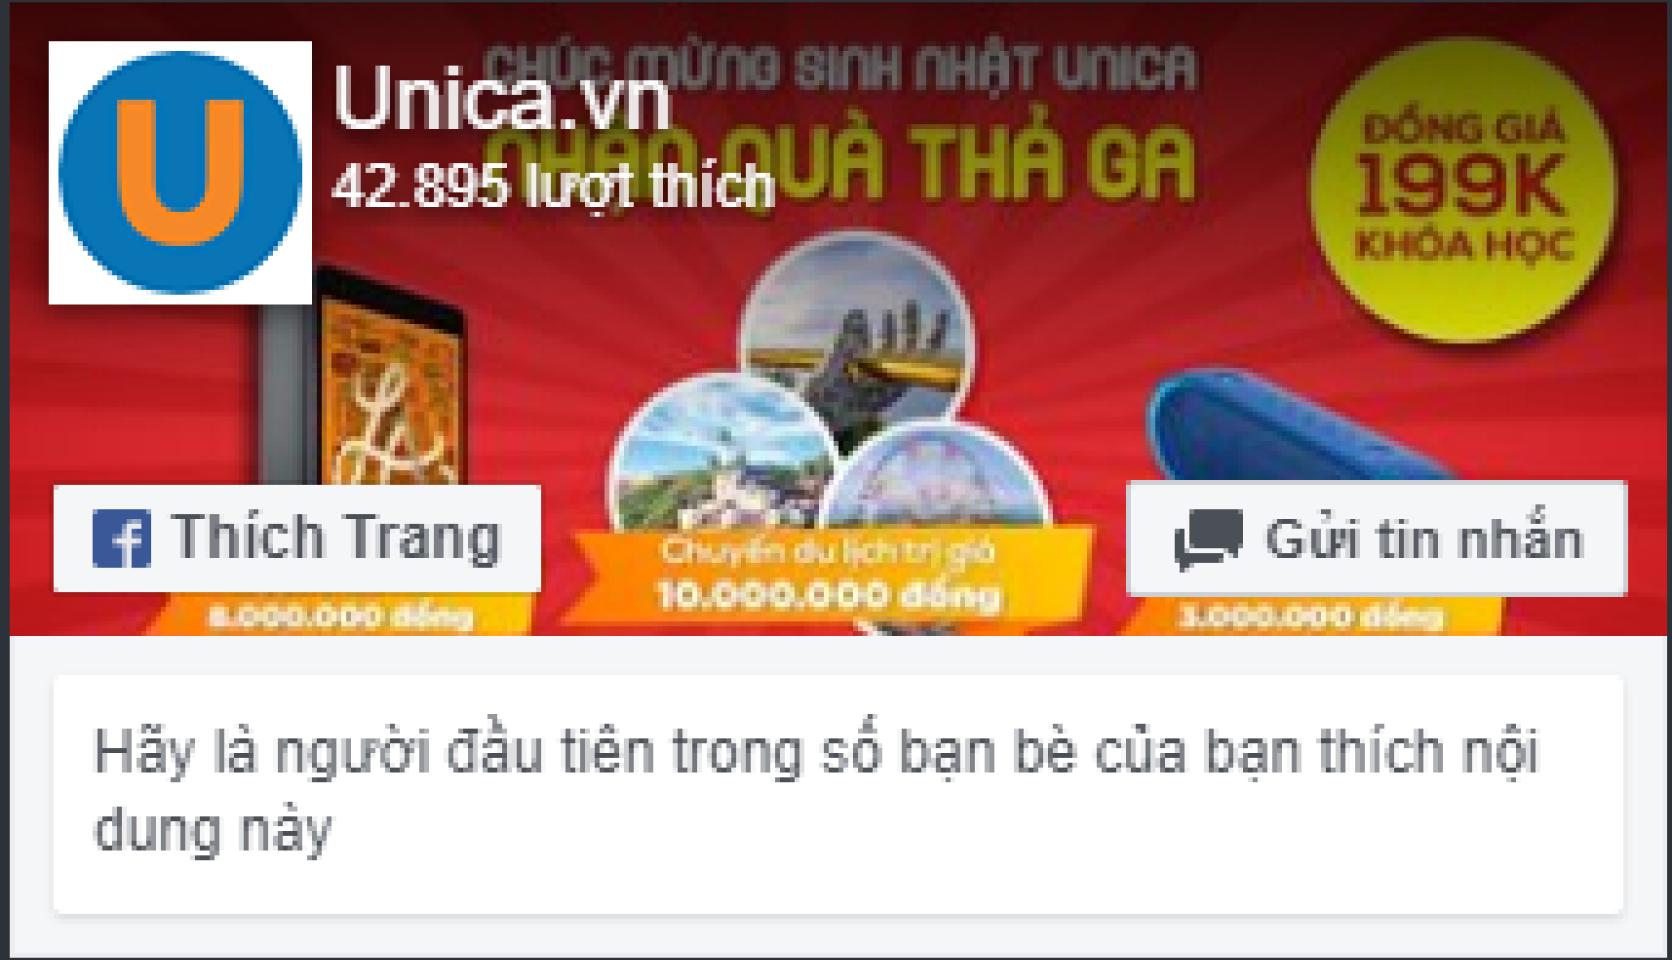 CHÚC MỪNG SINH NHẬT UNICA
Unica.vn
NHẬN QUÀ THẢ GA
42.895 lượt thích
ĐỒNG GIÁ
199K
KHÓA HỌC
U
Thích Trang
Gửi tin nhắn
Chuyến du lịch trị giá
10.000.000 đồng
8.000.000 đồng
3.000.000 đồng
Hãy là người đầu tiên trong số bạn bè của bạn thích nội
dung này